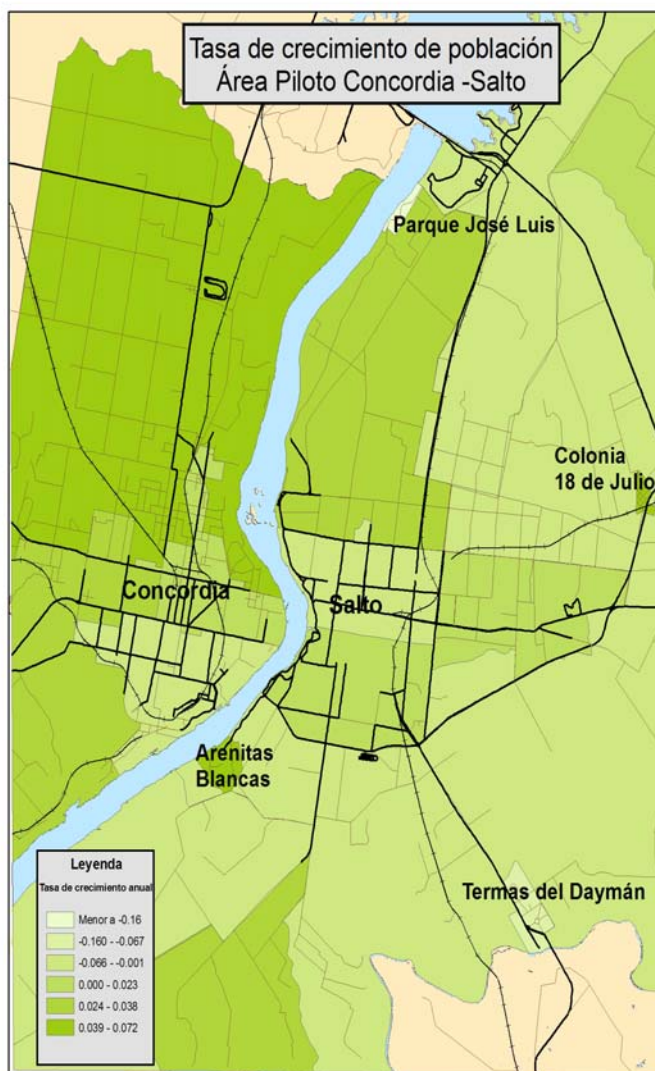 Tasa de crecimiento de población
Área Piloto Concordia -Salto
Parque José Luis
Colonia
18 de Julio
Concordia
Salto
Arenitas
Blancas
Termas del Daymán
Leyenda
Tasa de crecimiento anual
Menor a -0.16
-0.160 - -0.067
-0.066 - -0.001
0.000 - 0.023
0.024 - 0.038
0.039 - 0.072